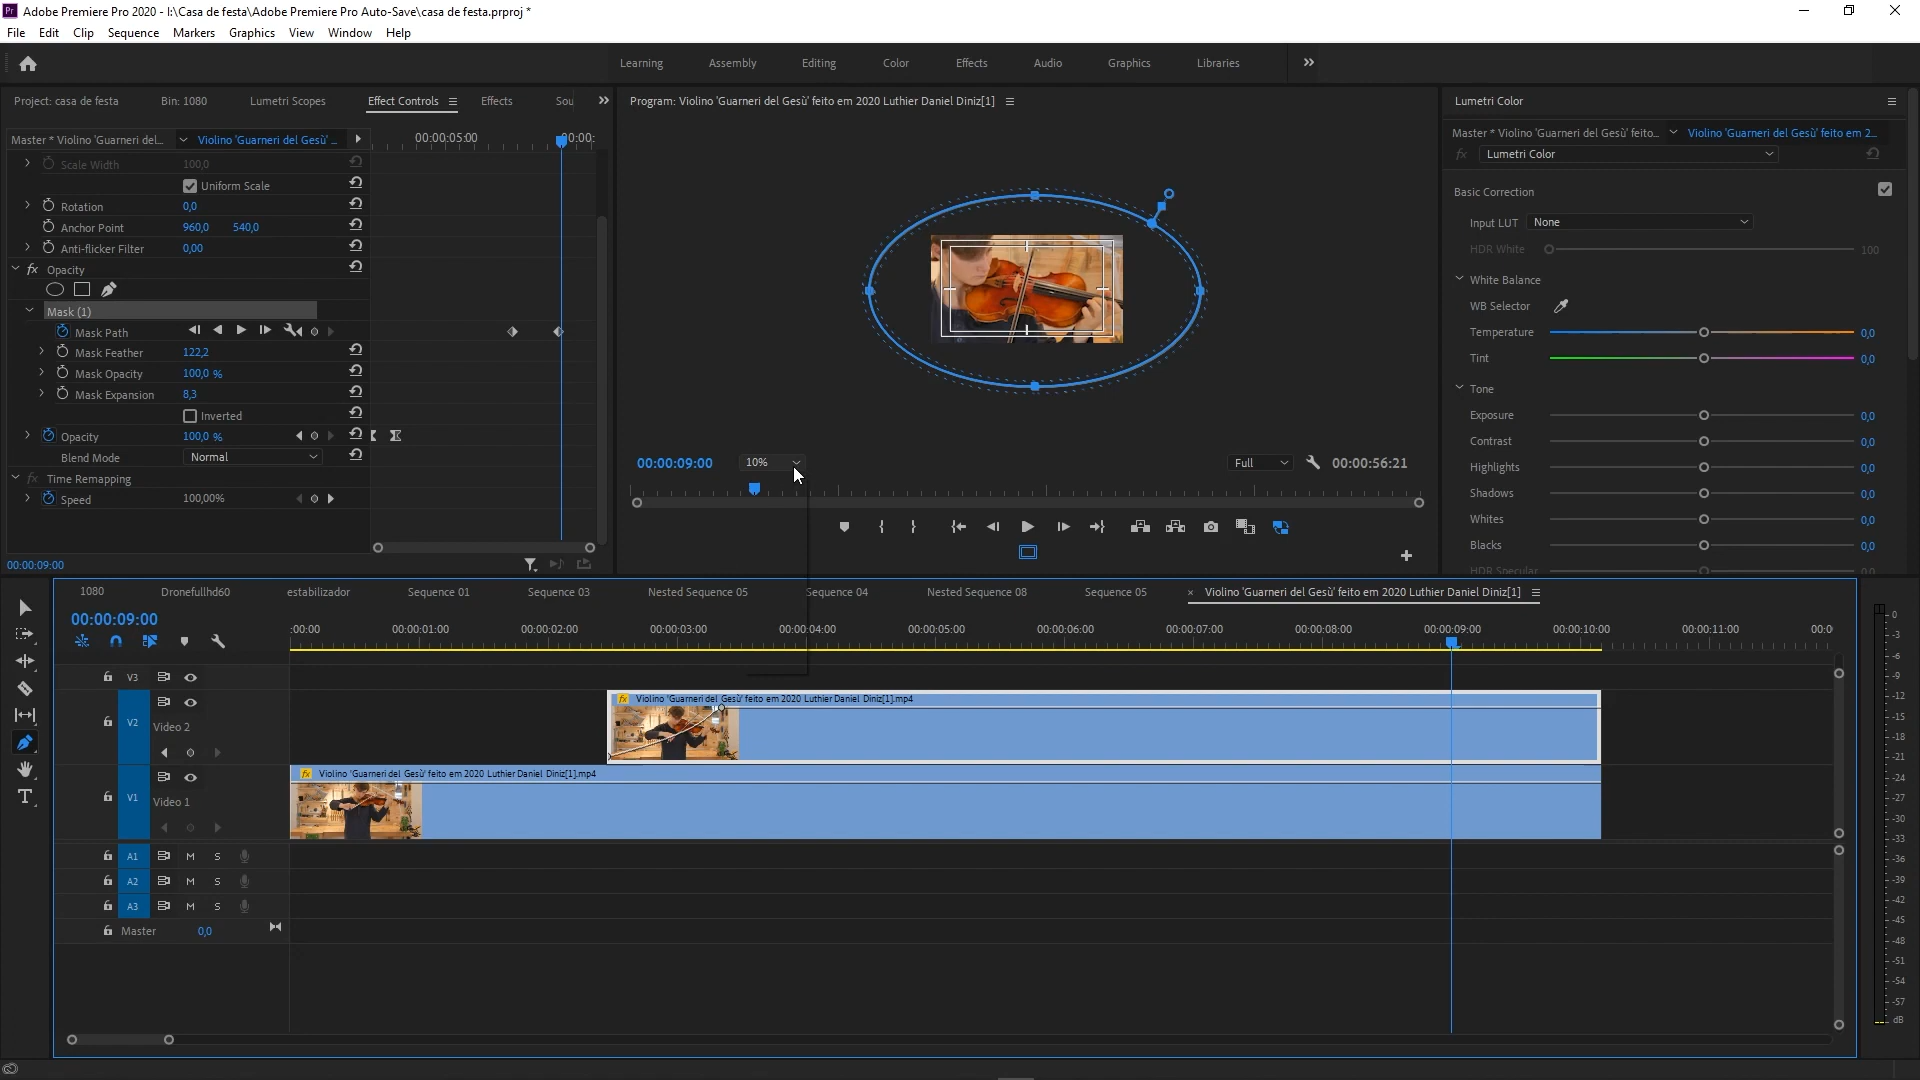 Pr Adobe Premiere Pro 2020 - I:\Casa de festa\Adobe Premiere Pro Auto-Save\casa de festa.prproj *
File Edit Clip Sequence Markers Graphics View Window Help
Learning Assembly Editing Color Effects Audio Graphics Libraries
Project: casa de festa Bin: 1080 Lumetri Scopes Effect Controls Effects Sou
Program: Violino 'Guarneri del Gesù' feito em 2020 Luthier Daniel Diniz[1]
Lumetri Color
Master * Violino 'Guarneri del... Violino 'Guarneri del Gesù' ... 00:00:05:00 00:00:
Master * Violino 'Guarneri del Gesù' feito... Violino 'Guarneri del Gesù' feito em 2...
fx Lumetri Color
Scale Width 100,0
Uniform Scale
Rotation 0,0
Anchor Point 960,0 540,0
Anti-flicker Filter 0,00
fx Opacity
Mask (1)
Mask Path
Mask Feather 122,2
Mask Opacity 100,0 %
Mask Expansion 8,3
Inverted
Opacity 100,0 %
Blend Mode Normal
fx Time Remapping
Speed 100,00%
00:00:09:00
00:00:09:00 10% Full 00:00:56:21
Basic Correction
Input LUT None
HDR White 100
White Balance
WB Selector
Temperature 0,0
Tint 0,0
Tone
Exposure 0,0
Contrast 0,0
Highlights 0,0
Shadows 0,0
Whites 0,0
Blacks 0,0
HDR Specular 0,0
1080 Dronefullhd60 estabilizador Sequence 01 Sequence 03 Nested Sequence 05 Sequence 04 Nested Sequence 08 Sequence 05 × Violino 'Guarneri del Gesù' feito em 2020 Luthier Daniel Diniz[1]
00:00:09:00
:00:00 00:00:01:00 00:00:02:00 00:00:03:00 00:00:04:00 00:00:05:00 00:00:06:00 00:00:07:00 00:00:08:00 00:00:09:00 00:00:10:00 00:00:11:00 00:0
V3
V2 Video 2
fx Violino 'Guarneri del Gesù' feito em 2020 Luthier Daniel Diniz[1].mp4
V1 Video 1
fx Violino 'Guarneri del Gesù' feito em 2020 Luthier Daniel Diniz[1].mp4
A1 M S
A2 M S
A3 M S
Master 0,0
0
-3
-6
-9
-12
-15
-18
-21
-24
-27
-30
-33
-36
-39
-42
-45
-48
-51
-54
-57
dB